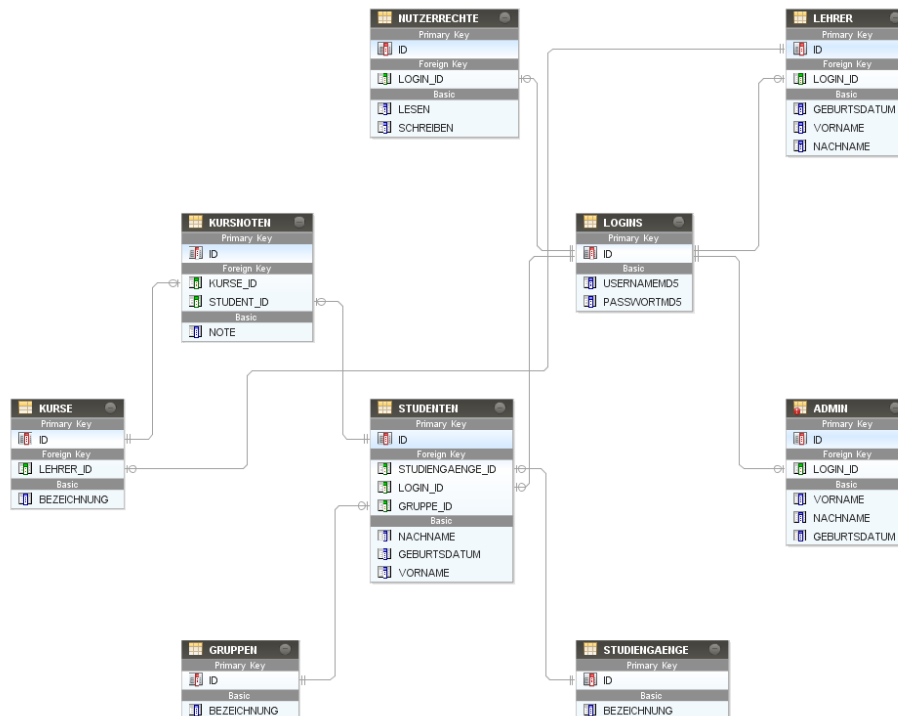 NUTZERRECHTE
Primary Key
ID
Foreign Key
LOGIN_ID
Basic
LESEN
SCHREIBEN
LEHRER
Primary Key
ID
Foreign Key
LOGIN_ID
Basic
GEBURTSDATUM
VORNAME
NACHNAME
KURSNOTEN
Primary Key
ID
Foreign Key
KURSE_ID
STUDENT_ID
Basic
NOTE
LOGINS
Primary Key
ID
Basic
USERNAMEMD5
PASSWORTMD5
KURSE
Primary Key
ID
Foreign Key
LEHRER_ID
Basic
BEZEICHNUNG
STUDENTEN
Primary Key
ID
Foreign Key
STUDIENGAENGE_ID
LOGIN_ID
GRUPPE_ID
Basic
NACHNAME
GEBURTSDATUM
VORNAME
ADMIN
Primary Key
ID
Foreign Key
LOGIN_ID
Basic
VORNAME
NACHNAME
GEBURTSDATUM
GRUPPEN
Primary Key
ID
Basic
BEZEICHNUNG
STUDIENGAENGE
Primary Key
ID
Basic
BEZEICHNUNG